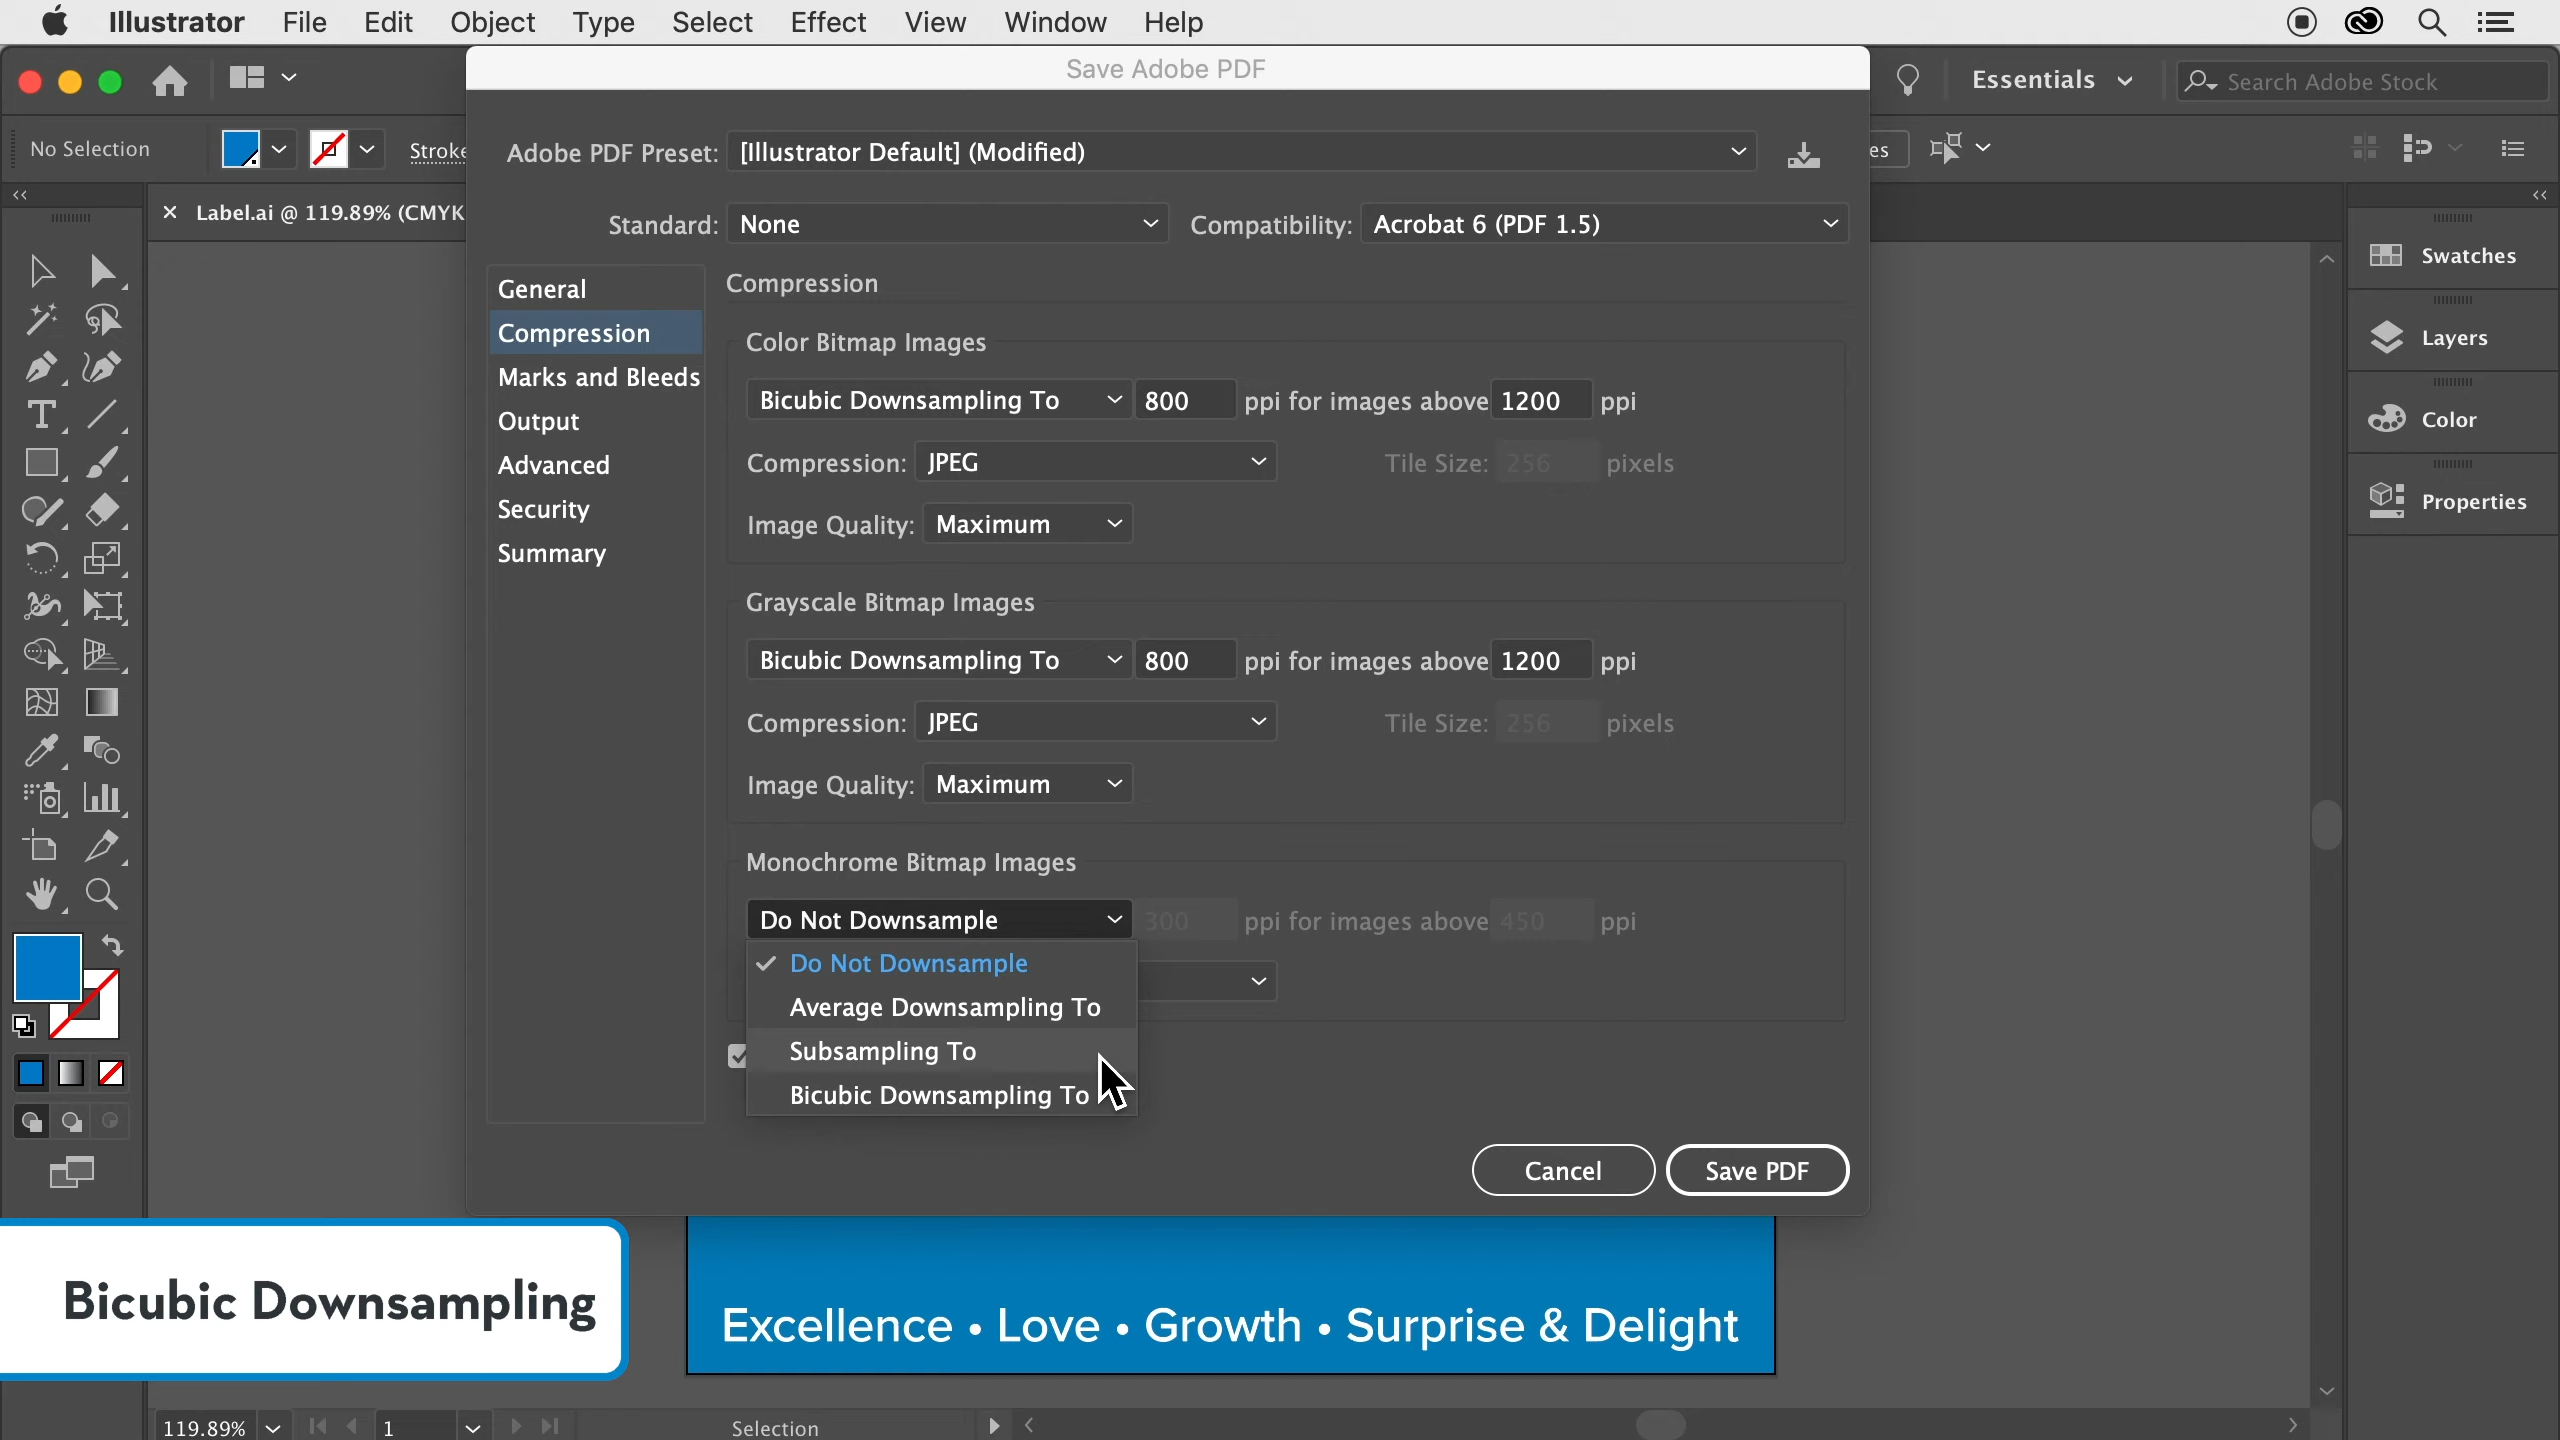 Illustrator File Edit Object Type Select Effect View Window Help
Save Adobe PDF
Essentials
Search Adobe Stock
No Selection
Stroke
Adobe PDF Preset: [Illustrator Default] (Modified)
es
Label.ai @ 119.89% (CMYK
Standard: None Compatibility: Acrobat 6 (PDF 1.5)
General
Compression
Marks and Bleeds
Output
Advanced
Security
Summary
Compression
Color Bitmap Images
Bicubic Downsampling To 800 ppi for images above 1200 ppi
Compression: JPEG Tile Size: 256 pixels
Image Quality: Maximum
Grayscale Bitmap Images
Bicubic Downsampling To 800 ppi for images above 1200 ppi
Compression: JPEG Tile Size: 256 pixels
Image Quality: Maximum
Monochrome Bitmap Images
Do Not Downsample 300 ppi for images above 450 ppi
Do Not Downsample
Average Downsampling To
Subsampling To
Bicubic Downsampling To
Cancel Save PDF
Swatches
Layers
Color
Properties
Bicubic Downsampling
Excellence • Love • Growth • Surprise & Delight
119.89% 1 Selection